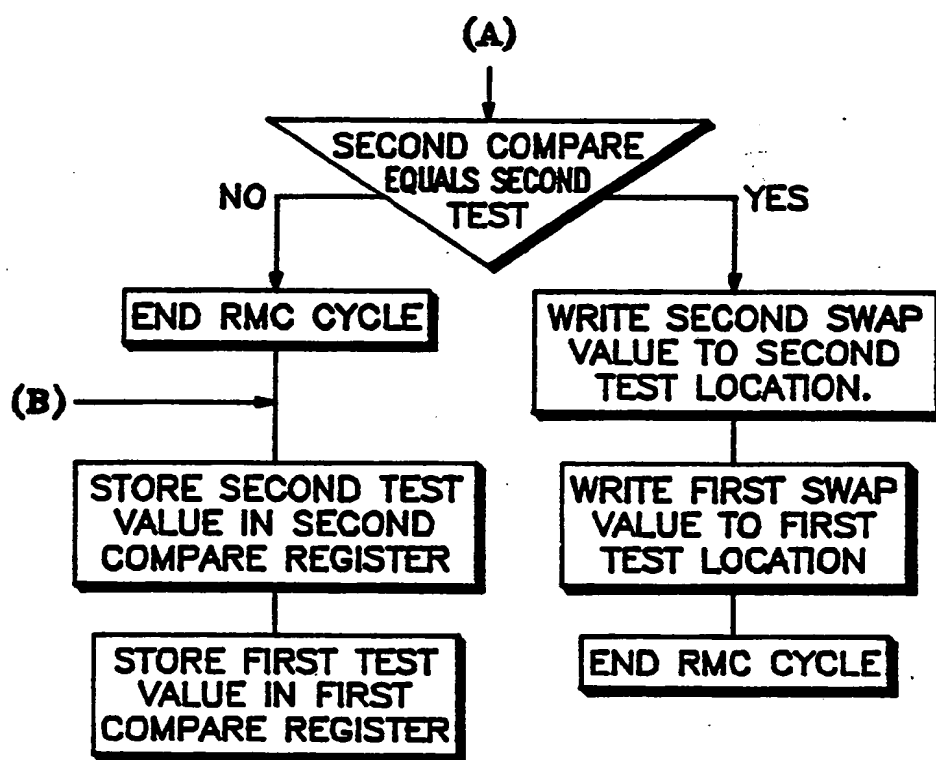 (A)
SECOND COMPARE
EQUALS SECOND
TEST
NO
YES
END RMC CYCLE
(B)
STORE SECOND TEST
VALUE IN SECOND
COMPARE REGISTER
STORE FIRST TEST
VALUE IN FIRST
COMPARE REGISTER
WRITE SECOND SWAP
VALUE TO SECOND
TEST LOCATION.
WRITE FIRST SWAP
VALUE TO FIRST
TEST LOCATION
END RMC CYCLE